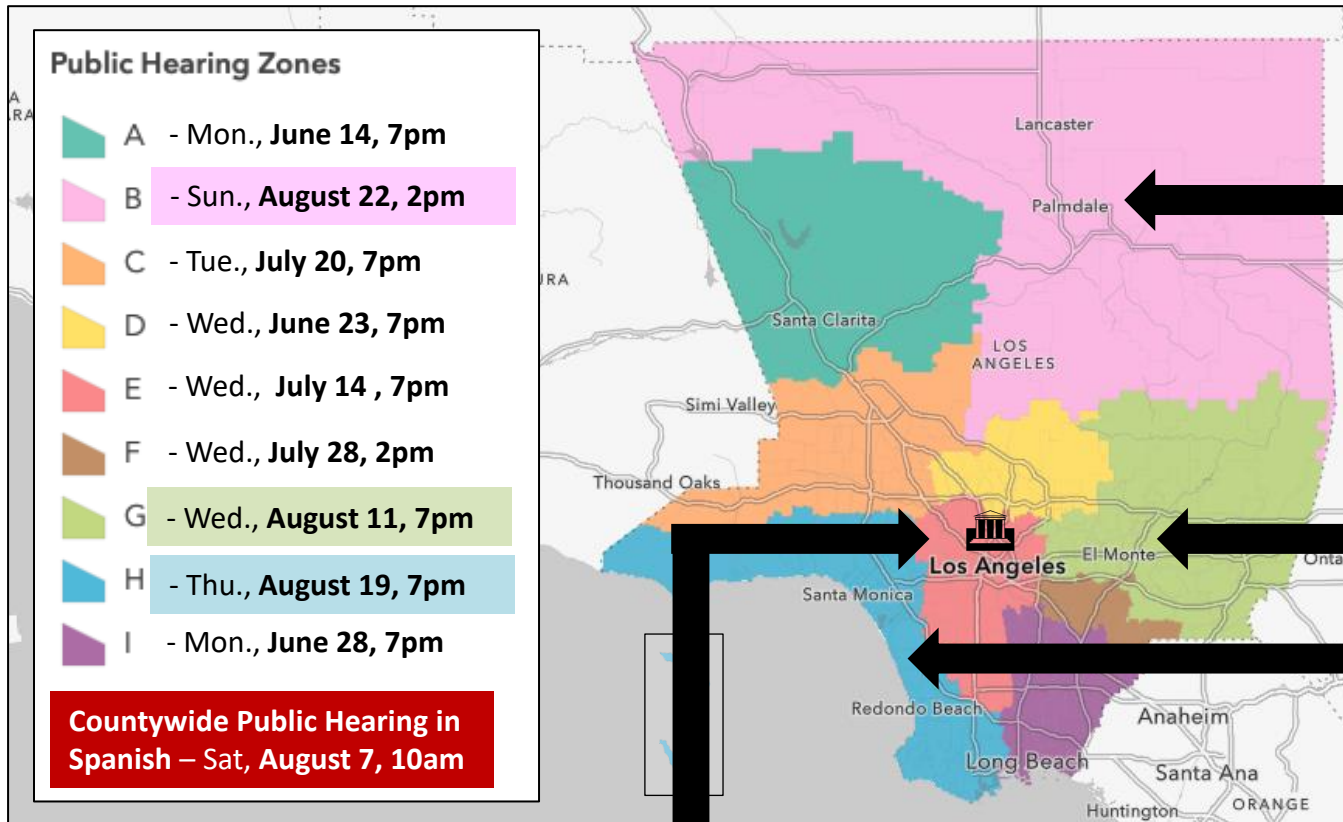 Public Hearing Zones
A - Mon., June 14, 7pm
B - Sun., August 22, 2pm
C - Tue., July 20, 7pm
D - Wed., June 23, 7pm
E - Wed., July 14 , 7pm
F - Wed., July 28, 2pm
G - Wed., August 11, 7pm
H - Thu., August 19, 7pm
I - Mon., June 28, 7pm
Countywide Public Hearing in
Spanish – Sat, August 7, 10am
A
RA
URA
Lancaster
Palmdale
Santa Clarita
LOS
ANGELES
Simi Valley
Thousand Oaks
Los Angeles
El Monte
Onta
Santa Monica
Redondo Beach
Anaheim
Long Beach
Santa Ana
Huntington
ORANGE